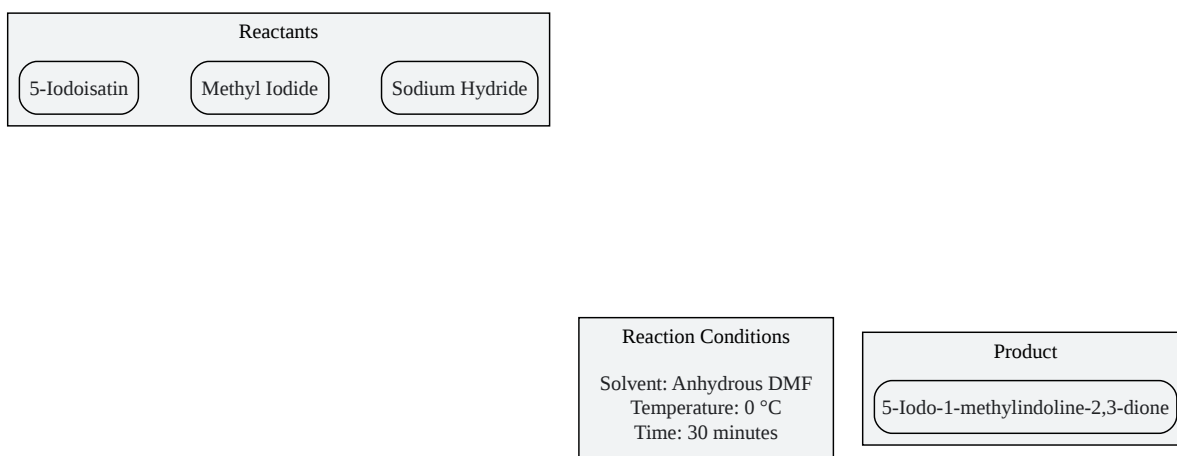 Reactants
5-Iodoisatin
Methyl Iodide
Sodium Hydride
Reaction Conditions
Solvent: Anhydrous DMF
Temperature: 0 °C
Time: 30 minutes
Product
5-Iodo-1-methylindoline-2,3-dione